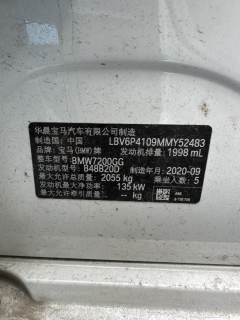 华晨宝马汽车有限公司制造
制造国：中国 LBV6P4109MMY52483
品牌：宝马(BMW)牌 发动机排量：1998 mL
整车型号：BMW7200GG
发动机型号：B48B20D 制造年月：2020-09
最大允许总质量：2055 kg 乘坐人数：5
发动机最大净功率：135 kW
最大允许牵引质量：-- kg